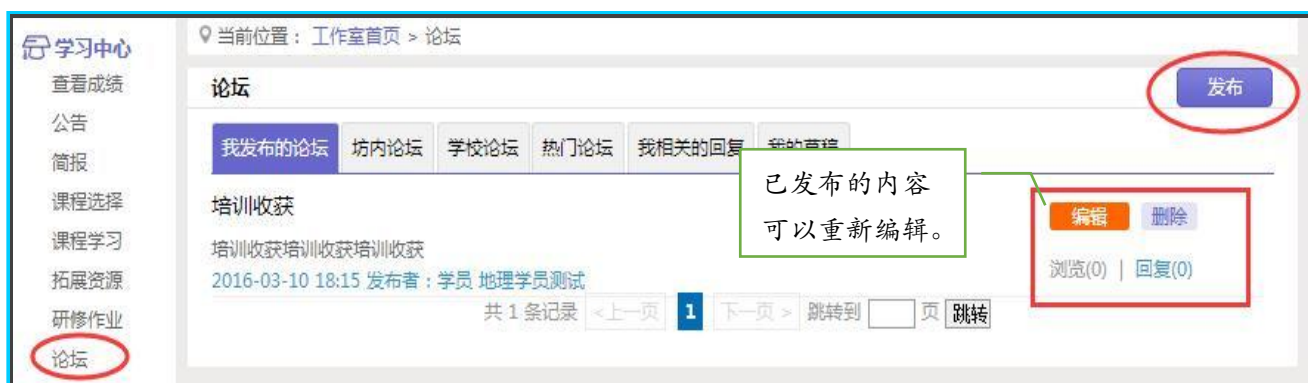 学习中心
查看成绩
公告
简报
课程选择
课程学习
拓展资源
研修作业
论坛
当前位置： 工作室首页 > 论坛
论坛
发布
我发布的论坛 坊内论坛 学校论坛 热门论坛 我相关的回复 我的草稿
已发布的内容
可以重新编辑。
培训收获
编辑 删除
培训收获培训收获培训收获
浏览(0) | 回复(0)
2016-03-10 18:15 发布者：学员 地理学员测试
共 1 条记录 <上一页 1 下一页 > 跳转到 页 跳转